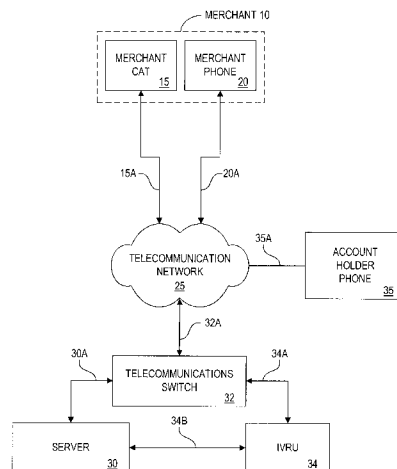 MERCHANT 10
MERCHANT
CAT
15
MERCHANT
PHONE
20
15A
20A
35A
TELECOMMUNICATION
NETWORK
25
ACCOUNT
HOLDER
PHONE
35
32A
30A
34A
TELECOMMUNICATIONS
SWITCH
32
34B
SERVER
30
IVRU
34